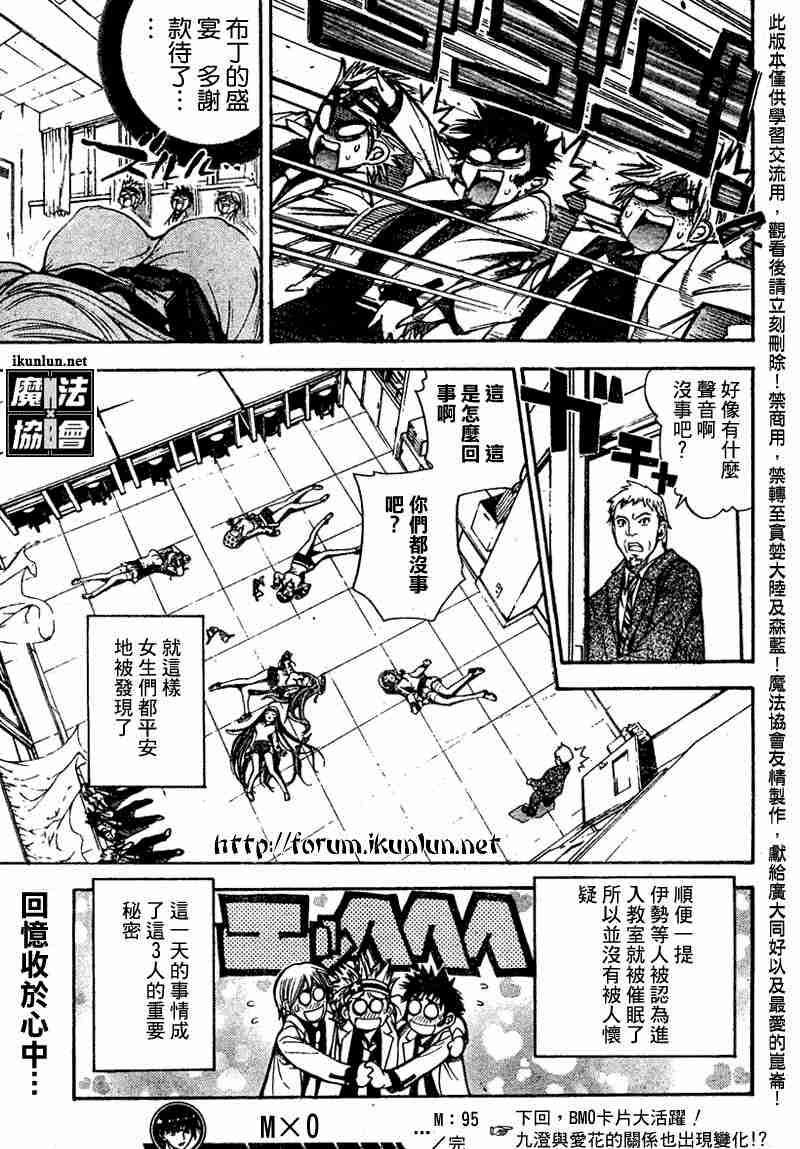 布丁的盛
宴 多謝
款待了…
…
ズルル
ikunlun.net
魔法
M×0
協會
好像有什麼
聲音啊
沒事吧?
ガチャ
這 這
是怎麼回
事啊
你們都沒事
吧?
就這樣
女生們都平安
地被發現了
http://forum.ikunlun.net
順便一提
伊勢等人被認為進
入教室就被催眠了
所以並沒有被人懷
疑
這一天的事情成
了這3人的重要
秘密
回憶收於心中…
M×0
M:95
…
/完
☞下回,BMO卡片大活躍!
九澄與愛花的關係也出現變化!?
此版本僅供學習交流用,觀看後請立刻刪除!禁商用,禁轉至貪婪大陸及森藍!魔法協會友情製作,獻給廣大同好以及最愛的崑崙!